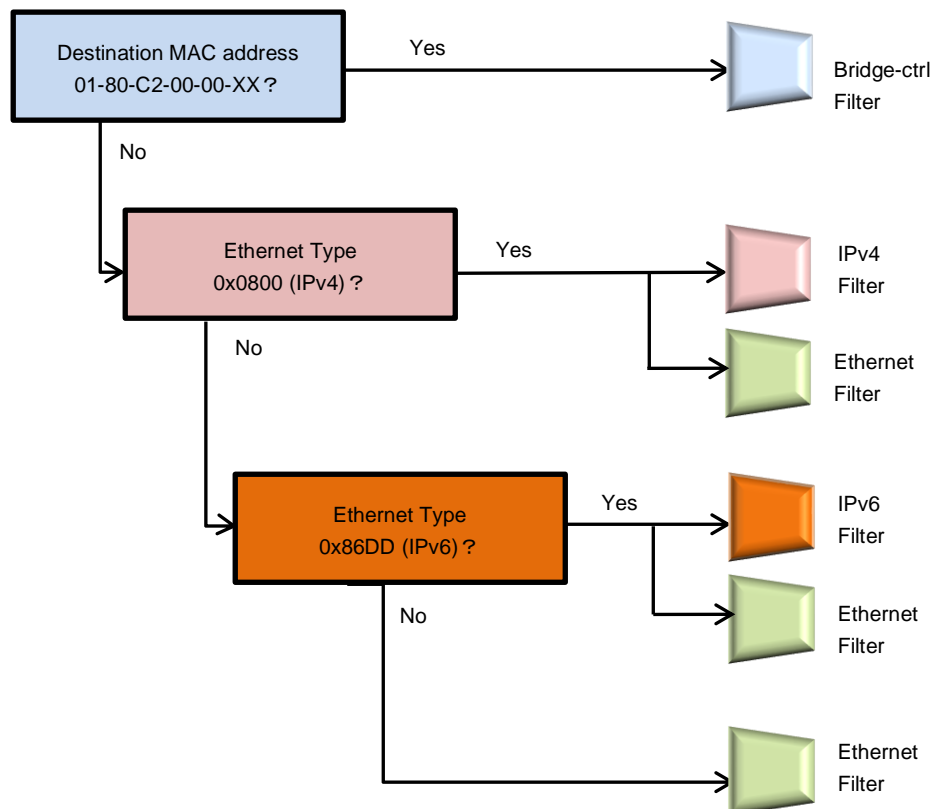 Destination MAC address
01-80-C2-00-00-XX？
Yes
Bridge-ctrl
Filter
No
Ethernet Type
0x0800 (IPv4)？
Yes
IPv4
Filter
No
Ethernet
Filter
Ethernet Type
0x86DD (IPv6)？
Yes
IPv6
Filter
No
Ethernet
Filter
Ethernet
Filter